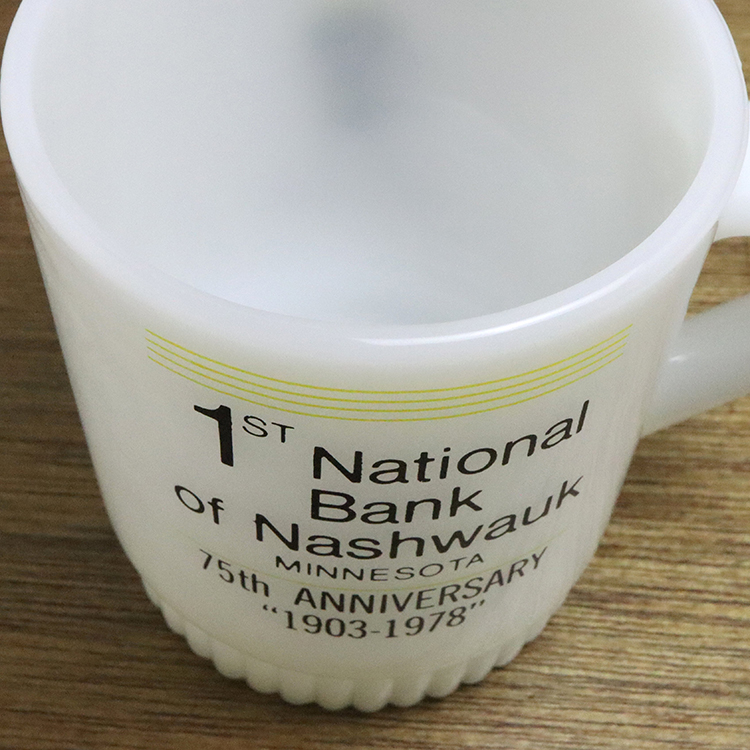 1ST National
Bank
Of Nashwauk
MINNESOTA
75th ANNIVERSARY
“1903-1978”